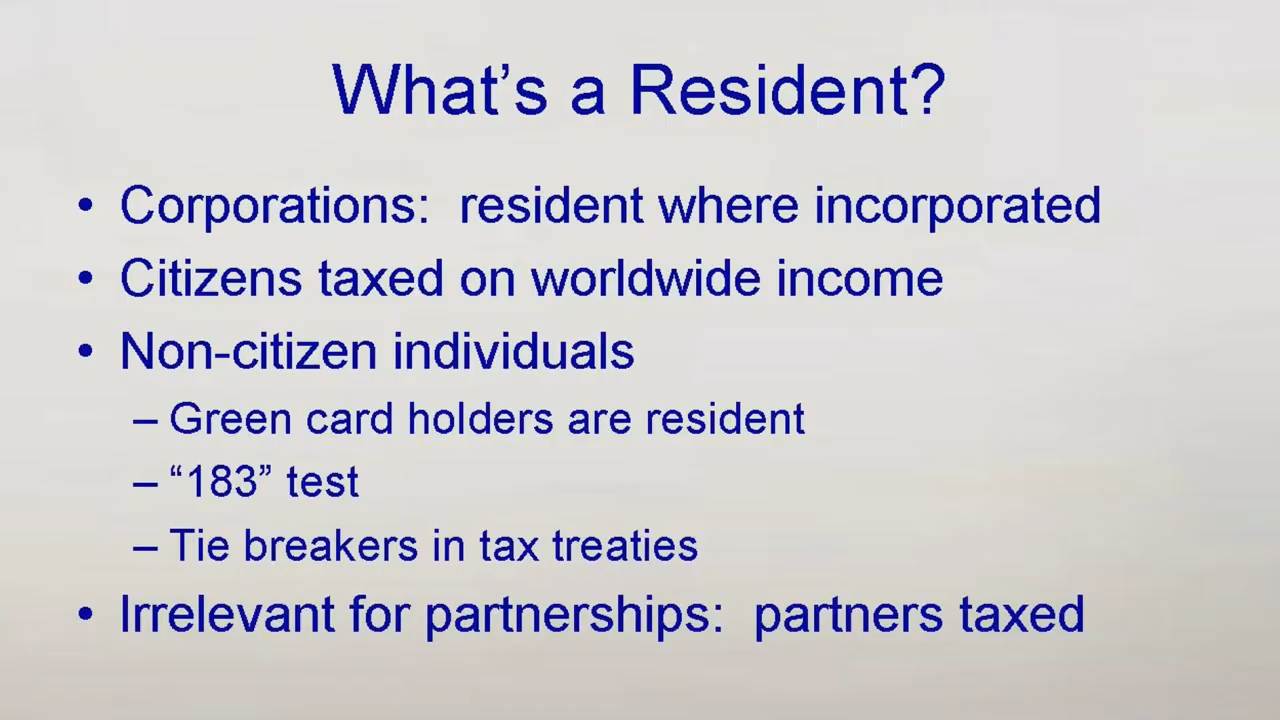 What’s a Resident?
• Corporations:  resident where incorporated
• Citizens taxed on worldwide income
• Non-citizen individuals
– Green card holders are resident
– “183” test
– Tie breakers in tax treaties
• Irrelevant for partnerships:  partners taxed